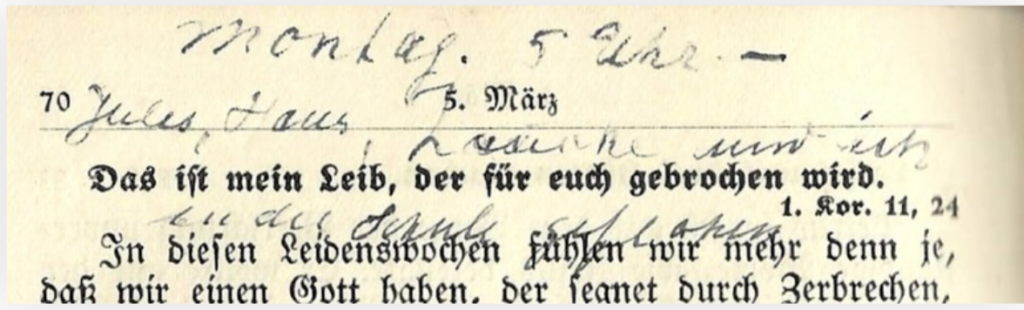 Montag. 5 Uhr. –
70 5. März
Jules, Hans, und ich
Das ist mein Leib, der für euch gebrochen wird.
1. Kor. 11, 24
in die Schule
In diesen Leidenswochen fühlen wir mehr denn je,
daß wir einen Gott haben, der segnet durch Zerbrechen,